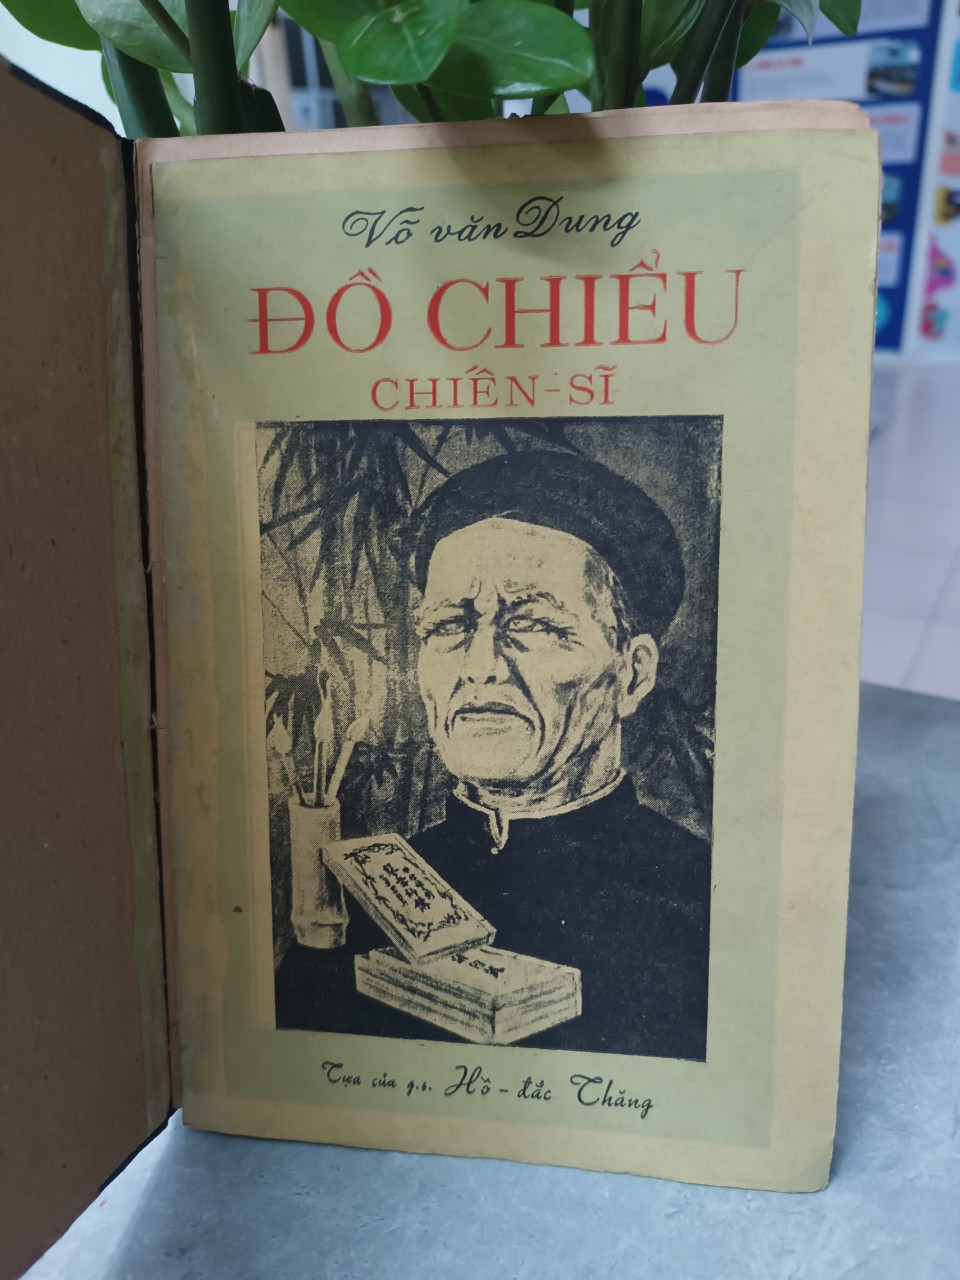 Võ văn Dung
ĐỒ CHIỂU
CHIẾN-SĨ
Tựa của g.s. Hồ-đắc Thăng